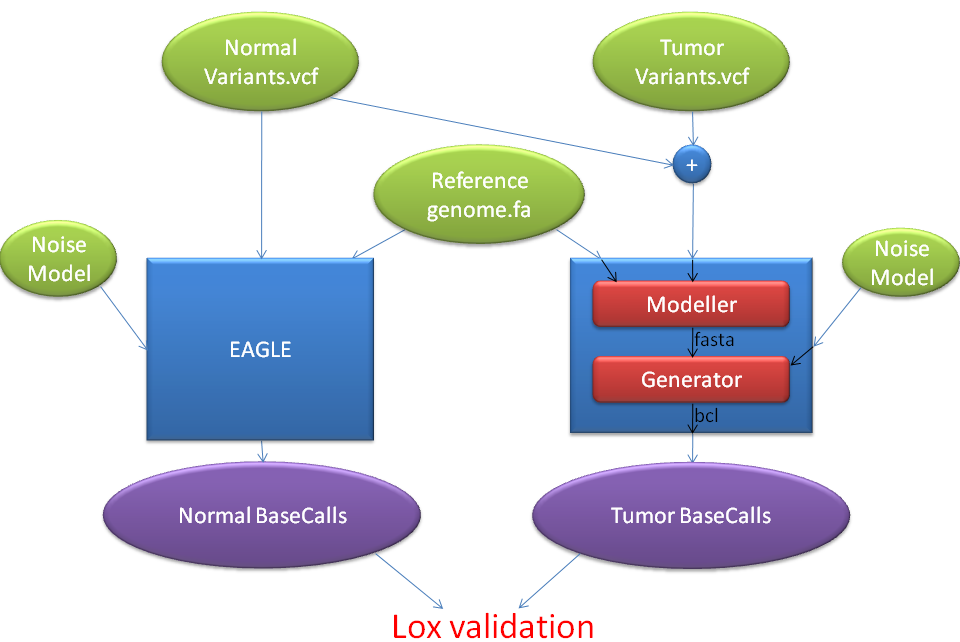 Normal
Variants.vcf
Tumor
Variants.vcf
+
Reference
genome.fa
Noise
Model
Noise
Model
EAGLE
Modeller
fasta
Generator
bcl
Normal BaseCalls
Tumor BaseCalls
Lox validation